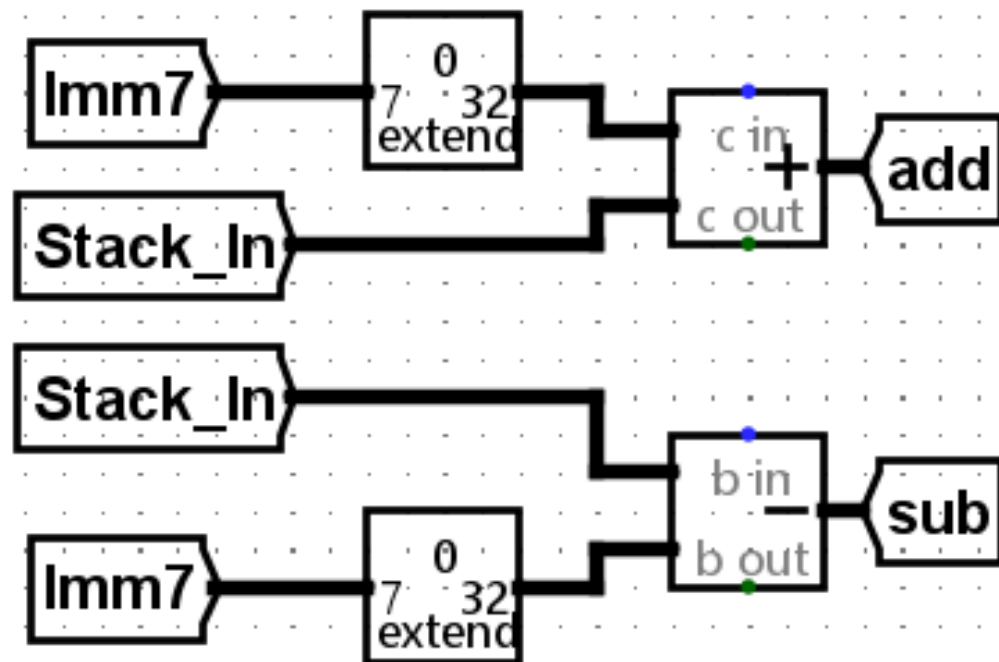 Imm7
0
7 32
extend
c in
+
c out
add
Stack_In
Stack_In
b in
−
b out
sub
Imm7
0
7 32
extend